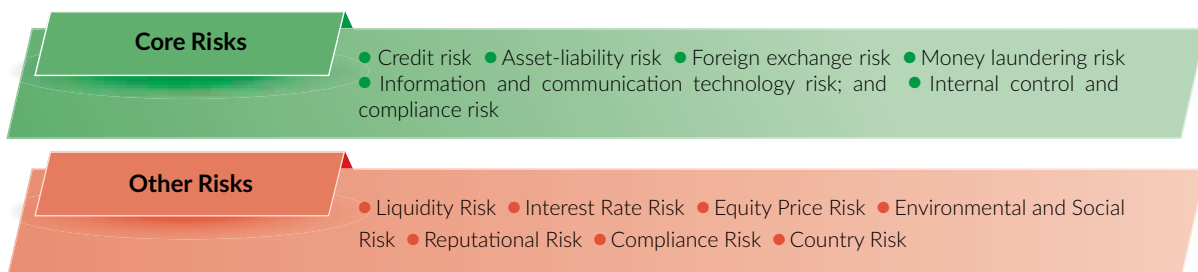 Core Risks
● Credit risk ● Asset-liability risk ● Foreign exchange risk ● Money laundering risk
● Information and communication technology risk; and ● Internal control and
compliance risk
Other Risks
● Liquidity Risk ● Interest Rate Risk ● Equity Price Risk ● Environmental and Social
Risk ● Reputational Risk ● Compliance Risk ● Country Risk